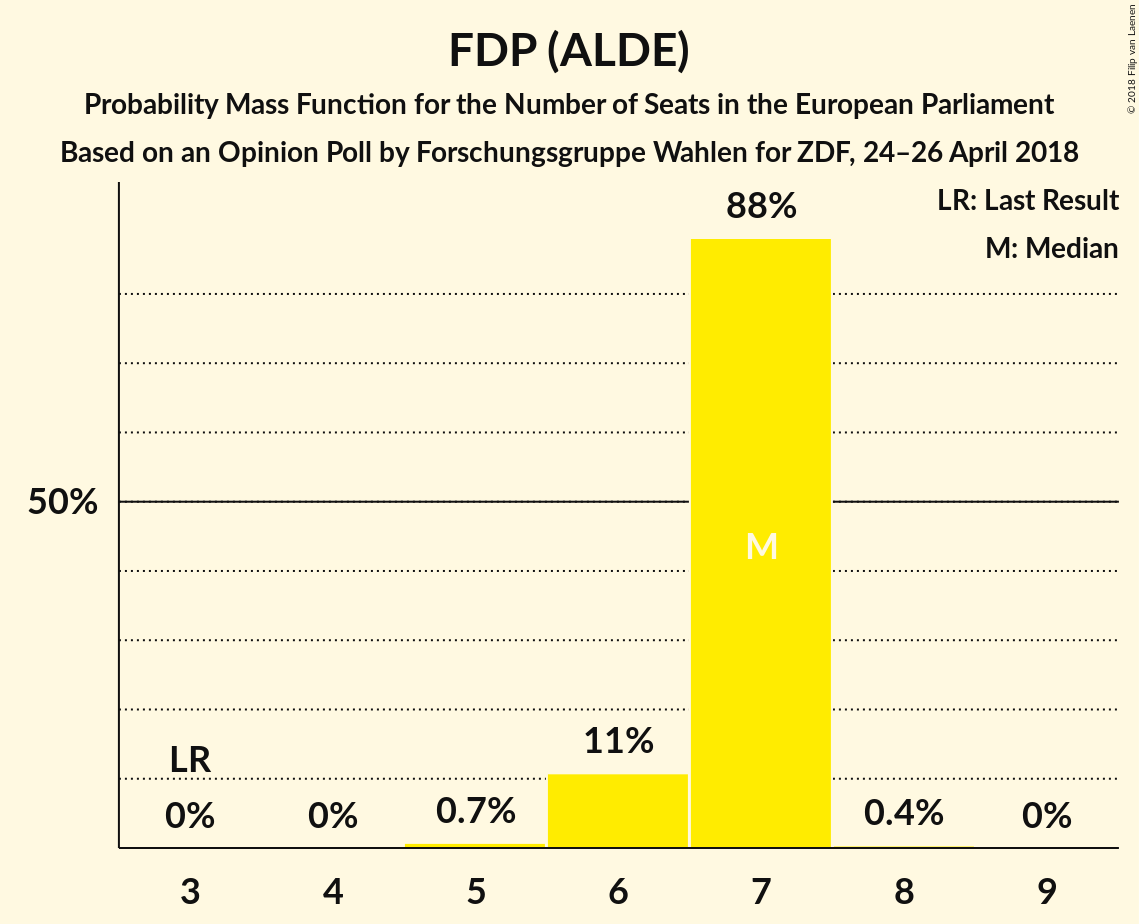 FDP (ALDE)
Probability Mass Function for the Number of Seats in the European Parliament
Based on an Opinion Poll by Forschungsgruppe Wahlen for ZDF, 24–26 April 2018
© 2018 Filip van Laenen
LR: Last Result
M: Median
88%
50%
M
11%
LR
0%
0%
0.7%
0.4%
0%
3
4
5
6
7
8
9